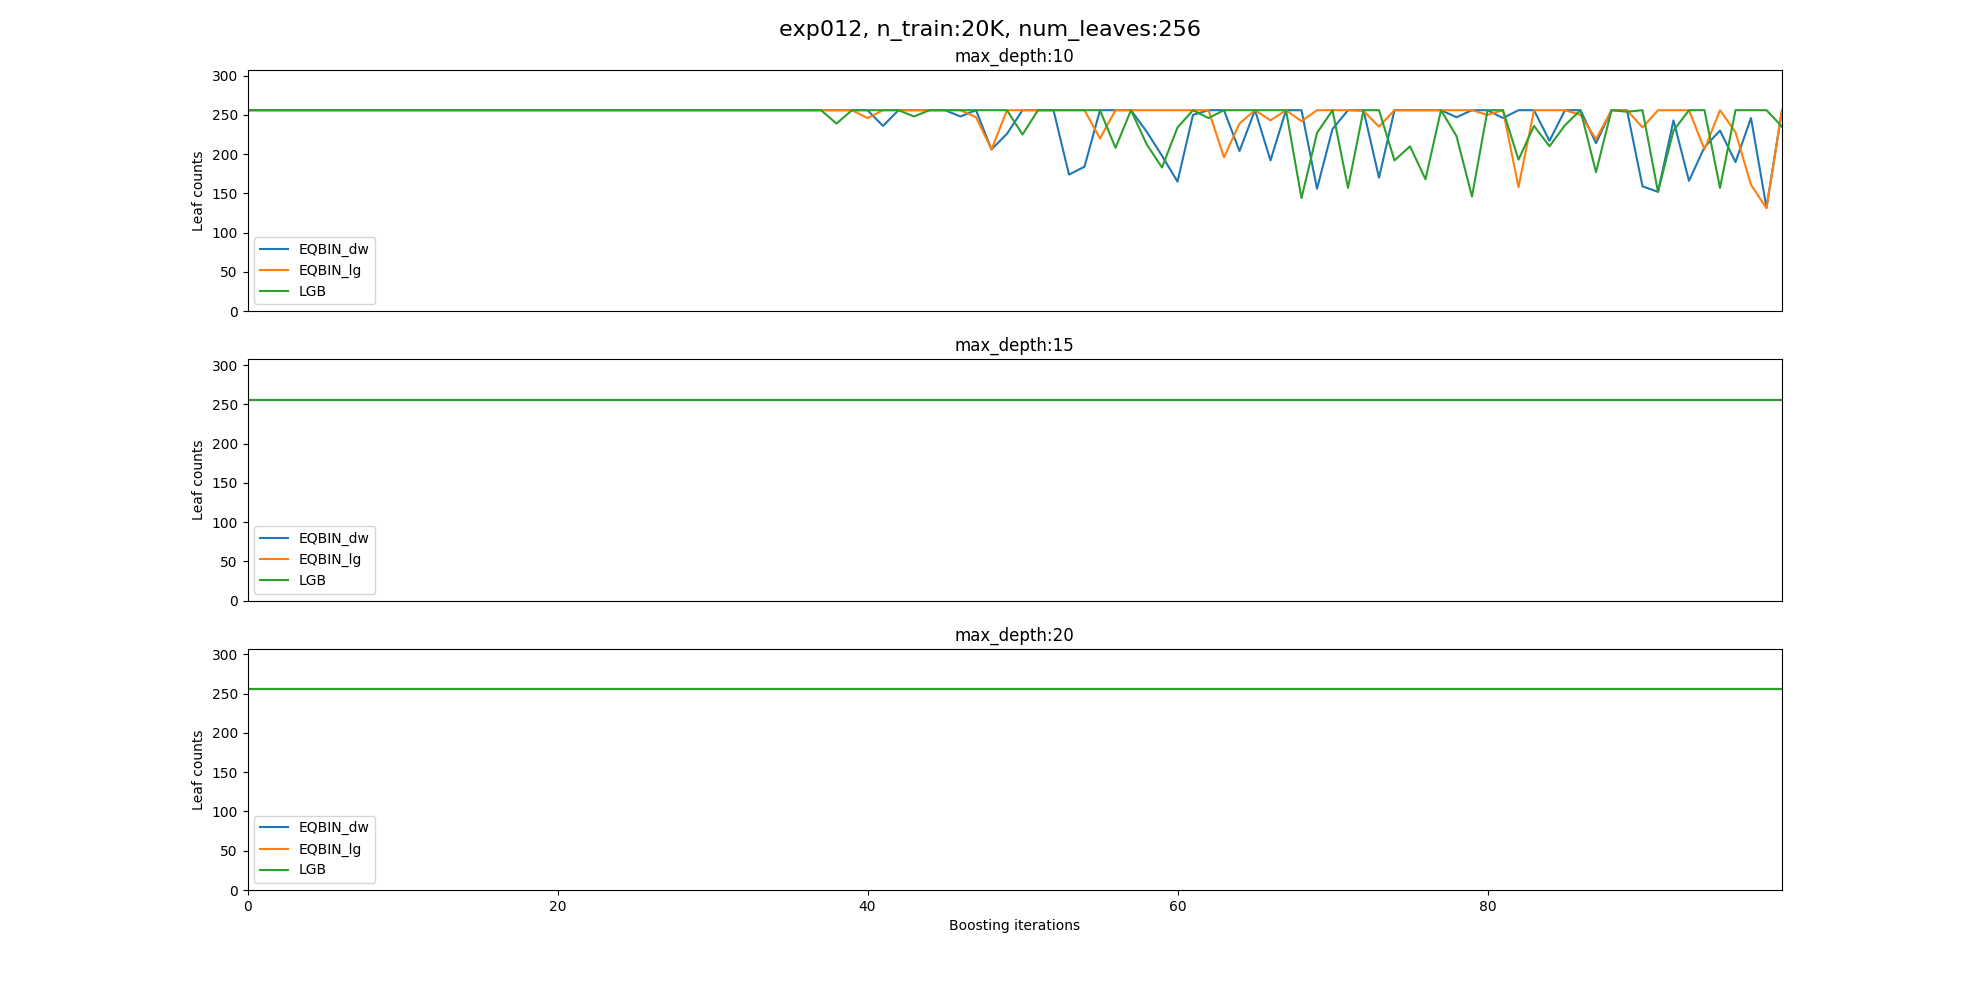 exp012, n_train:20K, num_leaves:256
max_depth:10
300
250
200
150
100
50
0
Leaf counts
EQBIN_dw
EQBIN_lg
LGB
max_depth:15
300
250
200
150
100
50
0
Leaf counts
EQBIN_dw
EQBIN_lg
LGB
max_depth:20
300
250
200
150
100
50
0
Leaf counts
EQBIN_dw
EQBIN_lg
LGB
0 20 40 60 80
Boosting iterations